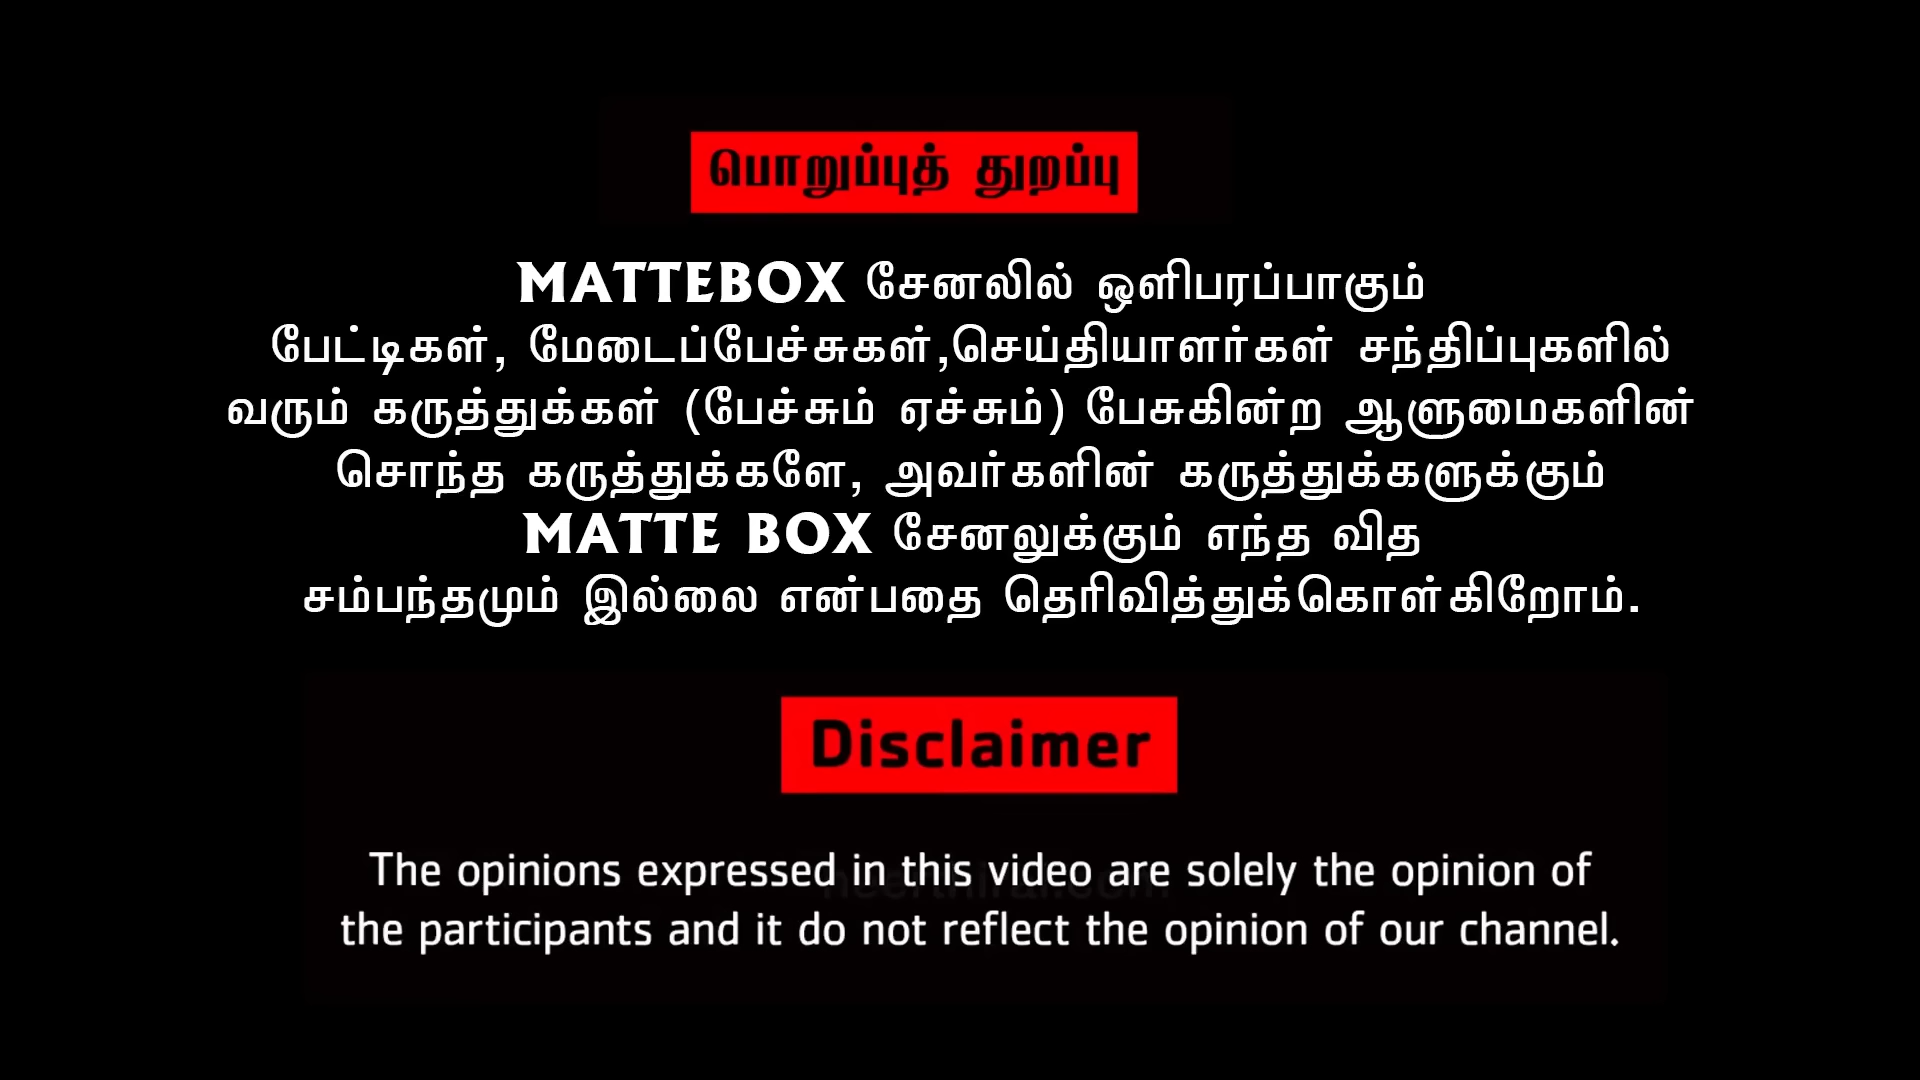 பொறுப்புத் துறப்பு
MATTEBOX சேனலில் ஒளிபரப்பாகும்
பேட்டிகள், மேடைப்பேச்சுகள்,செய்தியாளர்கள் சந்திப்புகளில்
வரும் கருத்துக்கள் (பேச்சும் ஏச்சும்) பேசுகின்ற ஆளுமைகளின்
சொந்த கருத்துக்களே, அவர்களின் கருத்துக்களுக்கும்
MATTE BOX சேனலுக்கும் எந்த வித
சம்பந்தமும் இல்லை என்பதை தெரிவித்துக்கொள்கிறோம்.
Disclaimer
The opinions expressed in this video are solely the opinion of
the participants and it do not reflect the opinion of our channel.